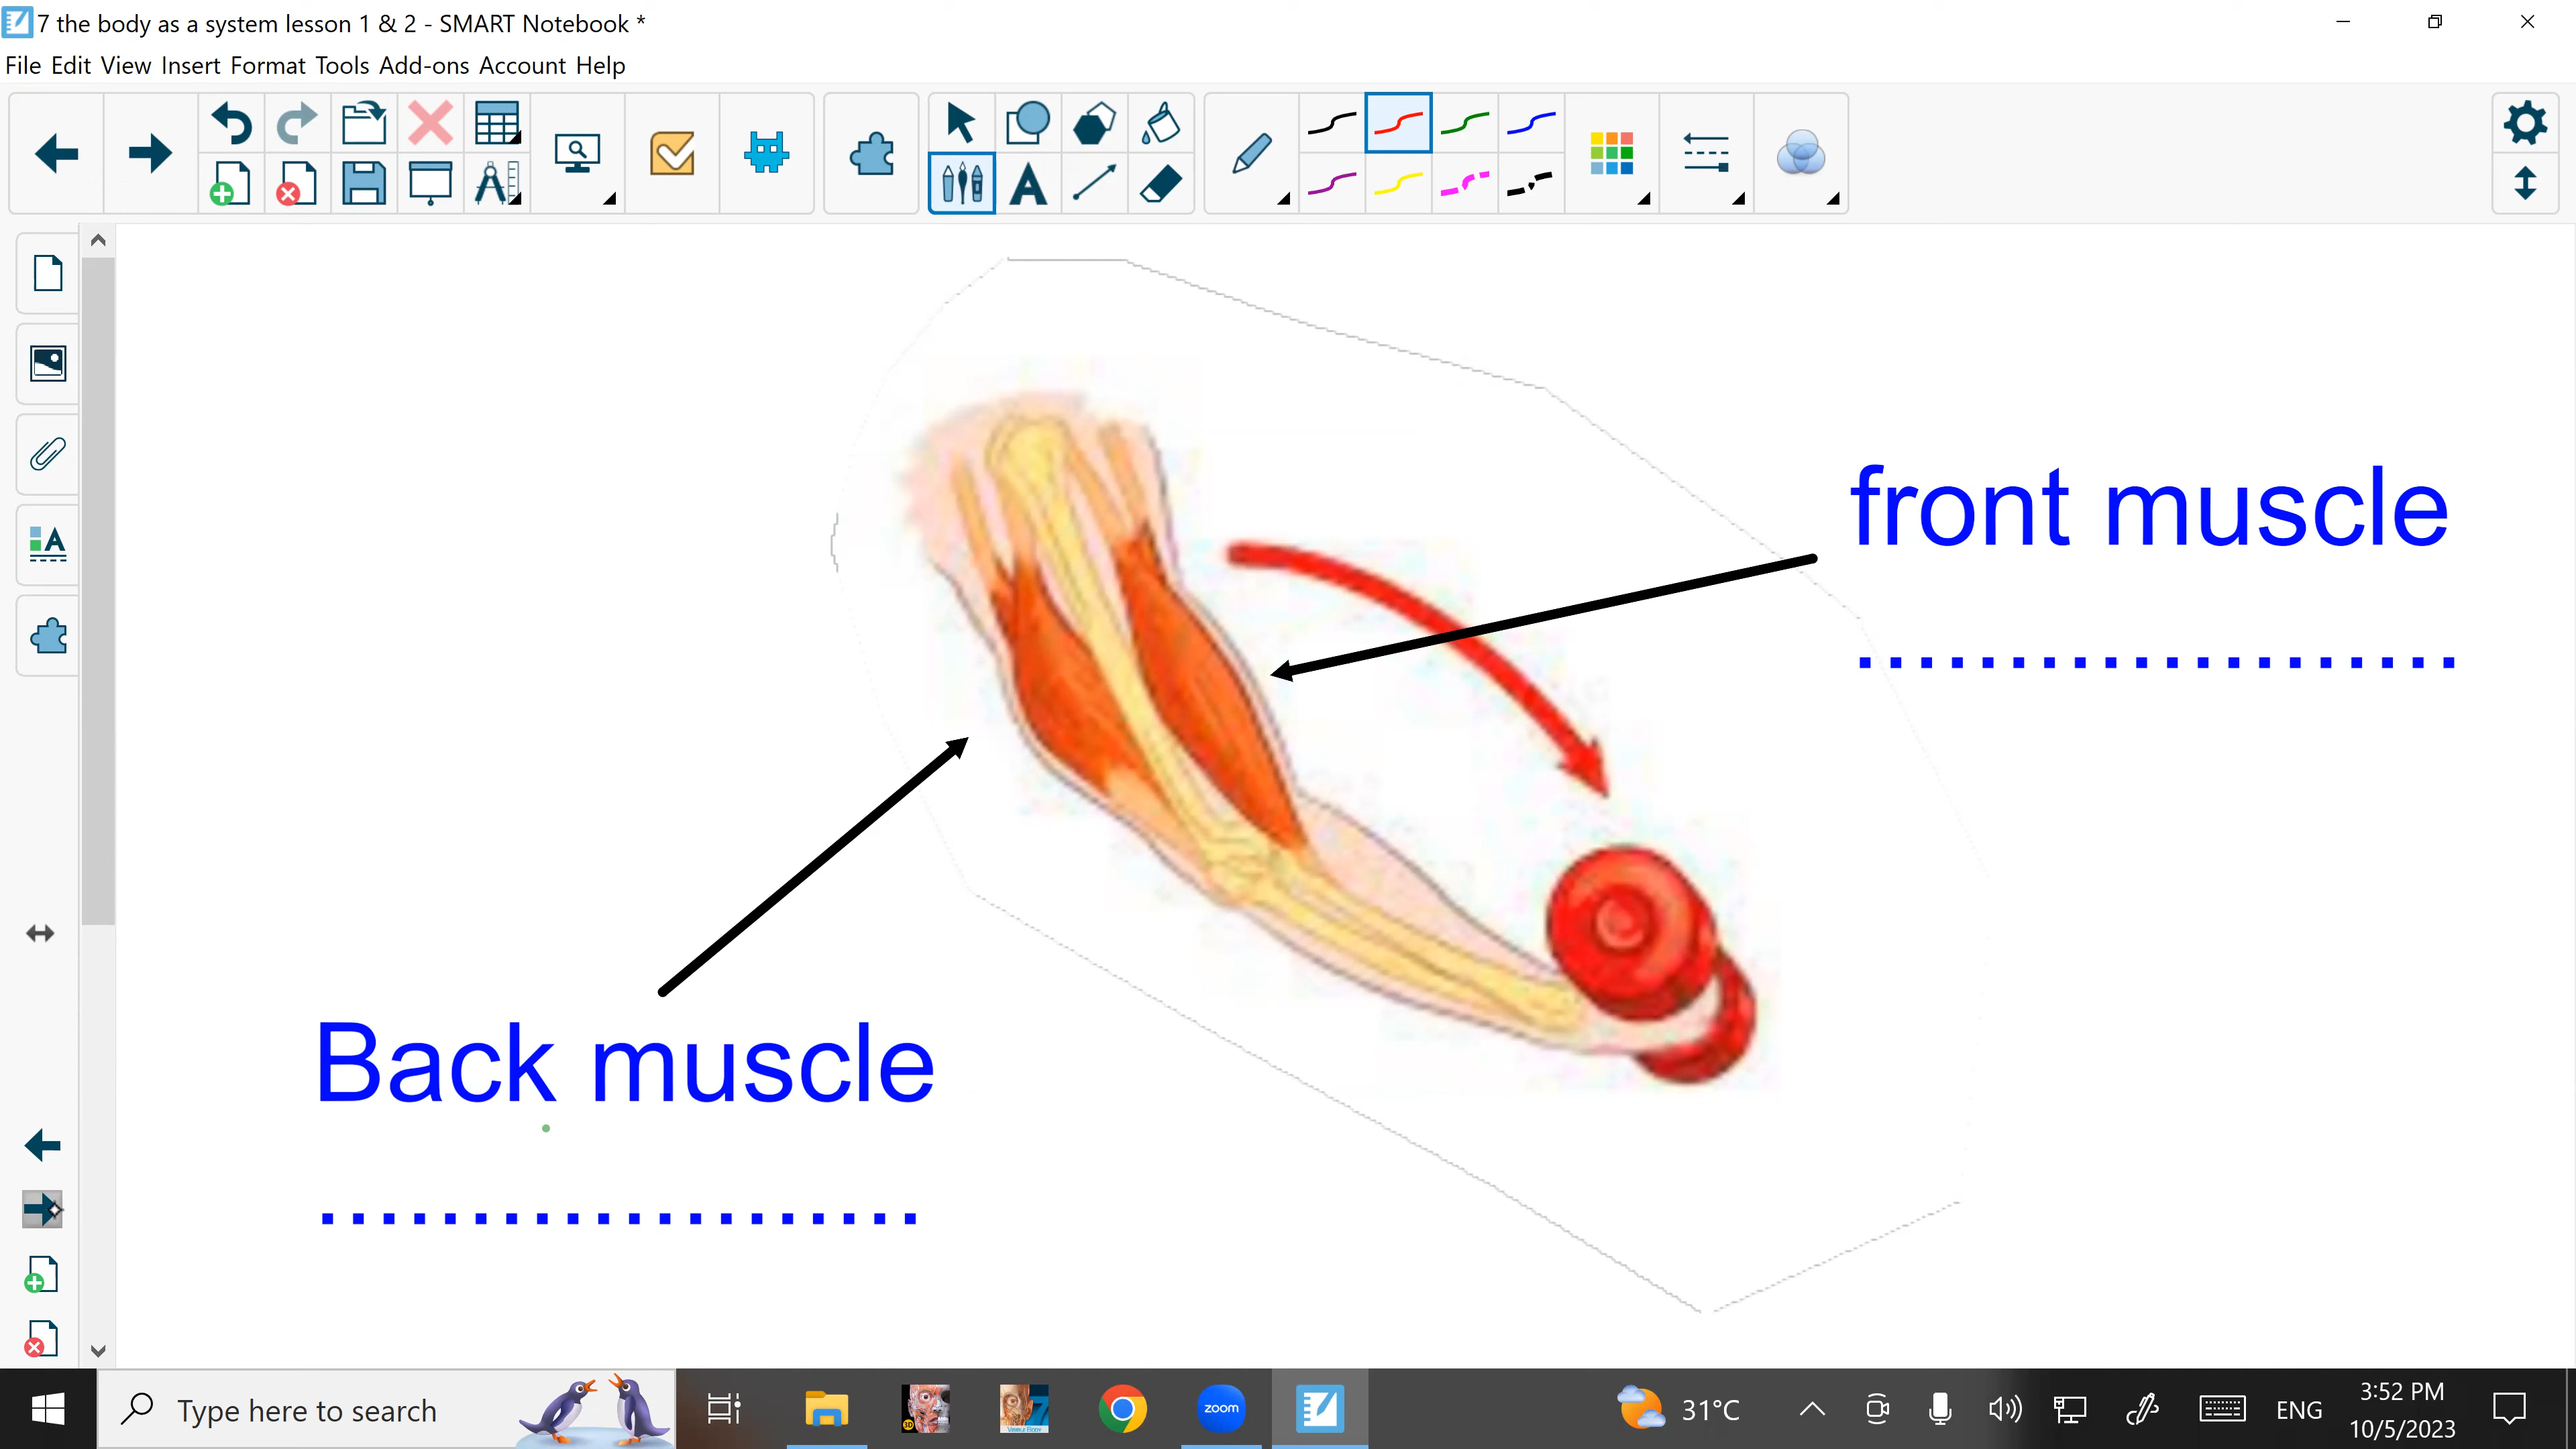 7 the body as a system lesson 1 & 2 - SMART Notebook *
File Edit View Insert Format Tools Add-ons Account Help
front muscle
....................
Back muscle
....................
Type here to search
zoom
31°C
ENG
3:52 PM
10/5/2023